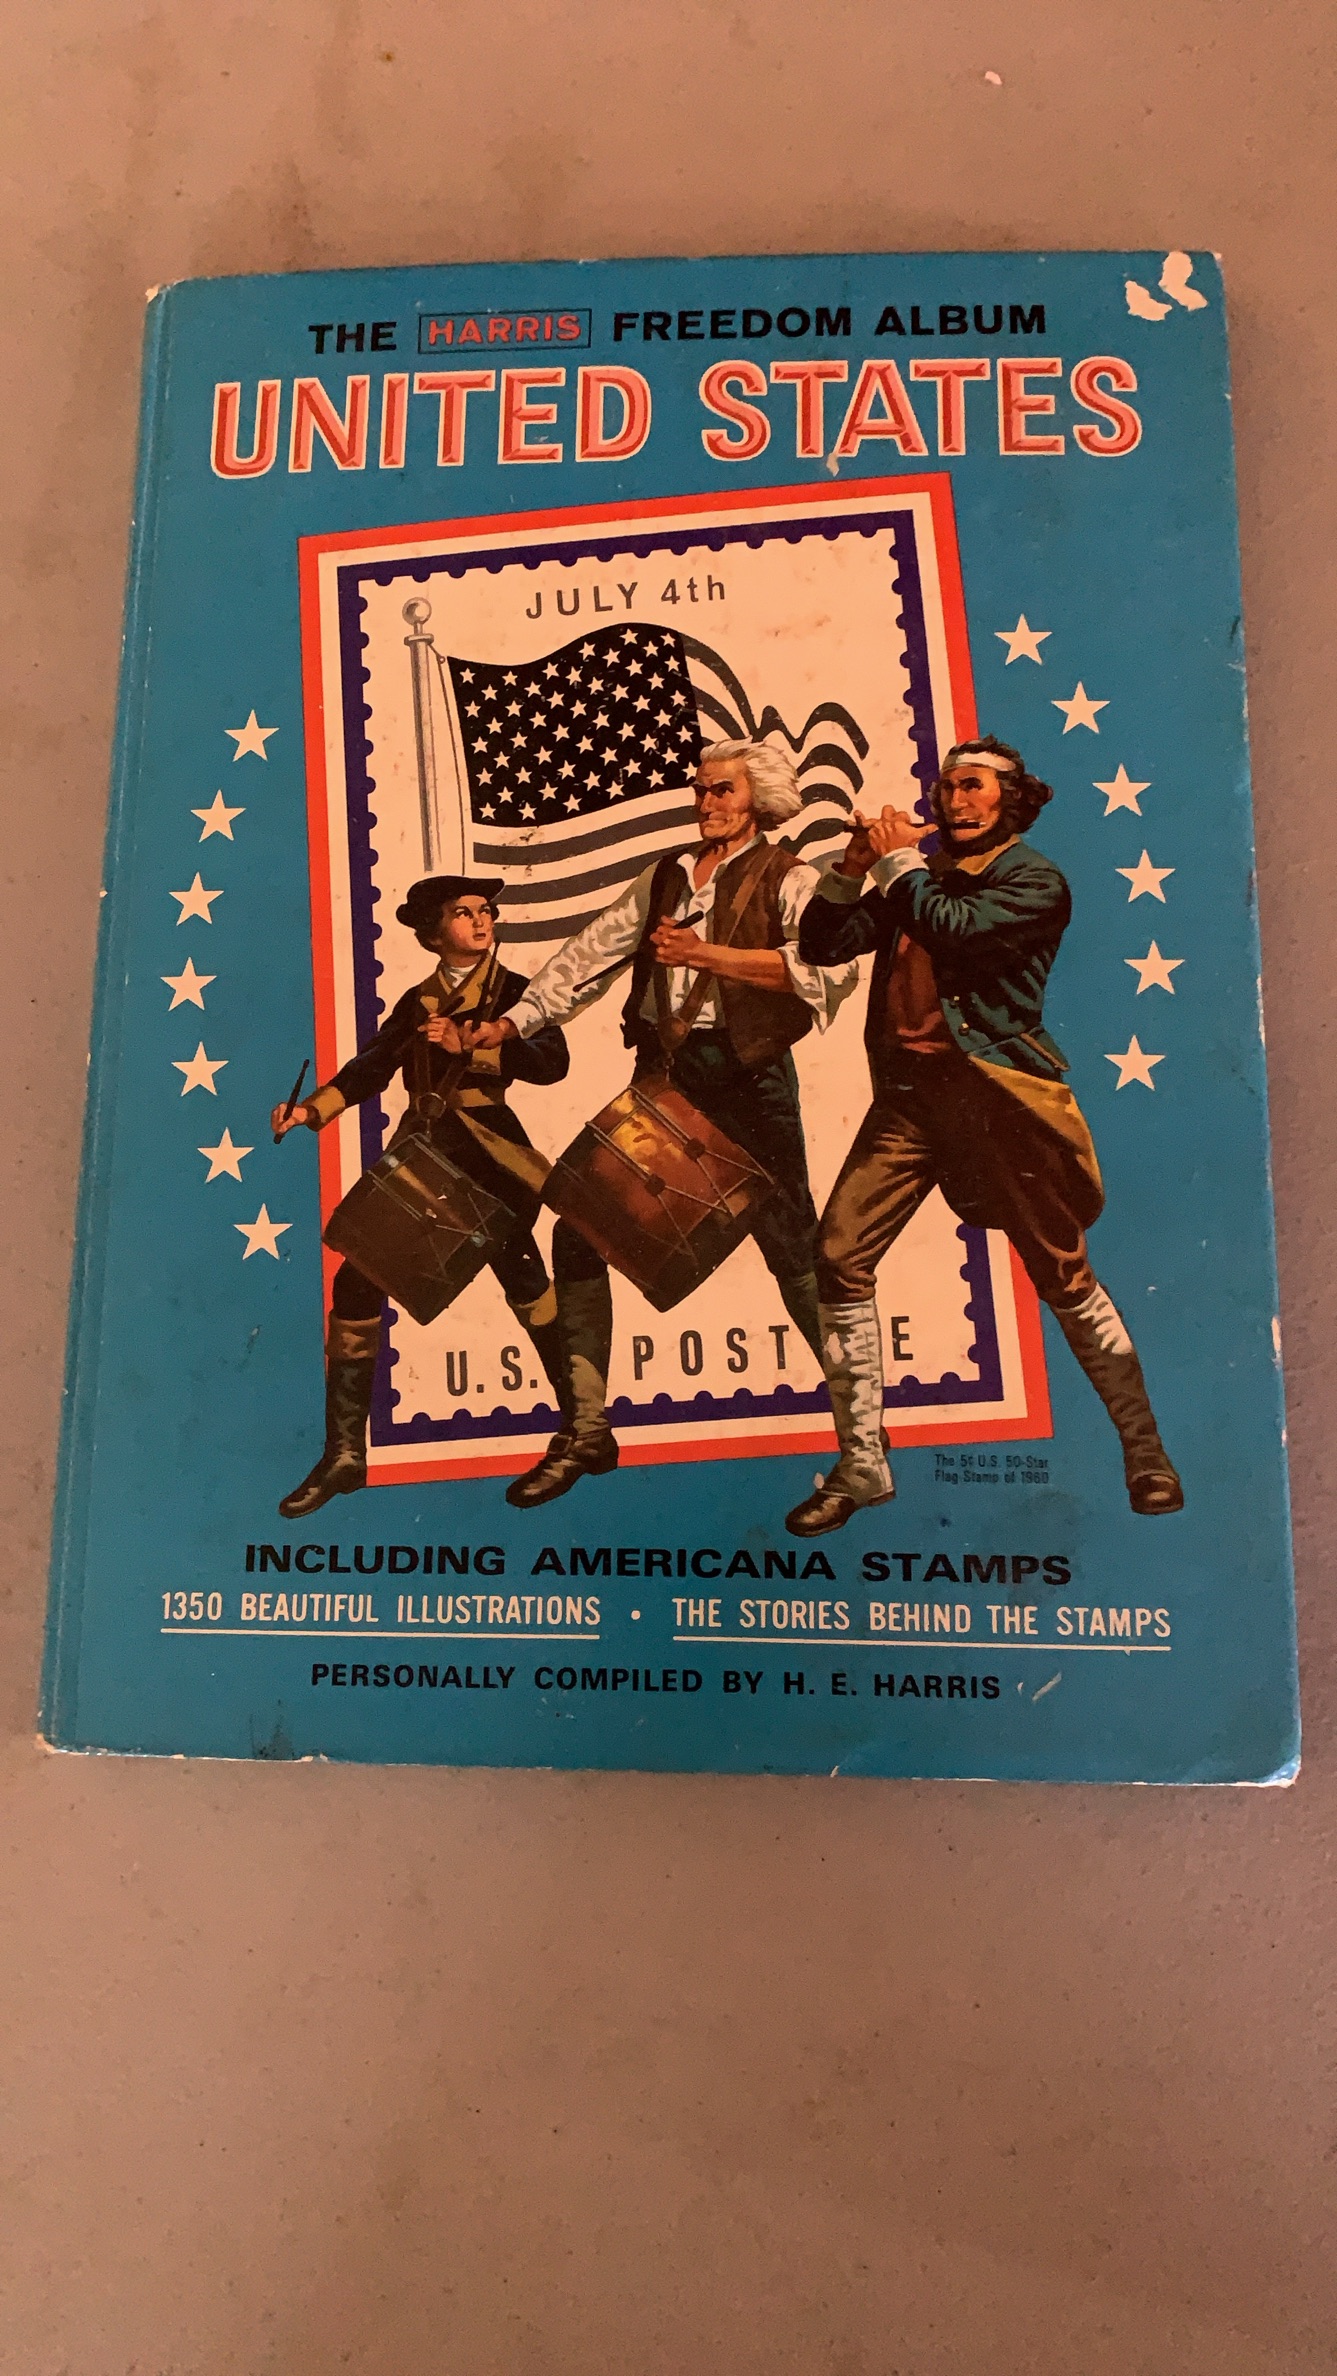 THE HARRIS FREEDOM ALBUM
UNITED STATES
JULY 4th
U.S. POST E
The 5¢ U.S. 50-Star
Flag Stamp of 1960
INCLUDING AMERICANA STAMPS
1350 BEAUTIFUL ILLUSTRATIONS • THE STORIES BEHIND THE STAMPS
PERSONALLY COMPILED BY H. E. HARRIS